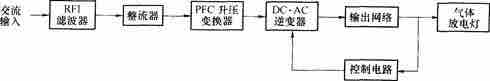 交流
输入
RFI
滤波器
整流器
PFC 升压
变换器
DC-AC
逆变器
输出网络
气体
放电灯
控制电路